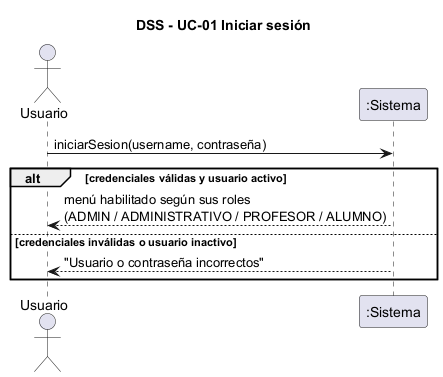 DSS - UC-01 Iniciar sesión
Usuario
:Sistema
iniciarSesion(username, contraseña)
alt
[credenciales válidas y usuario activo]
menú habilitado según sus roles
(ADMIN / ADMINISTRATIVO / PROFESOR / ALUMNO)
[credenciales inválidas o usuario inactivo]
"Usuario o contraseña incorrectos"
Usuario
:Sistema